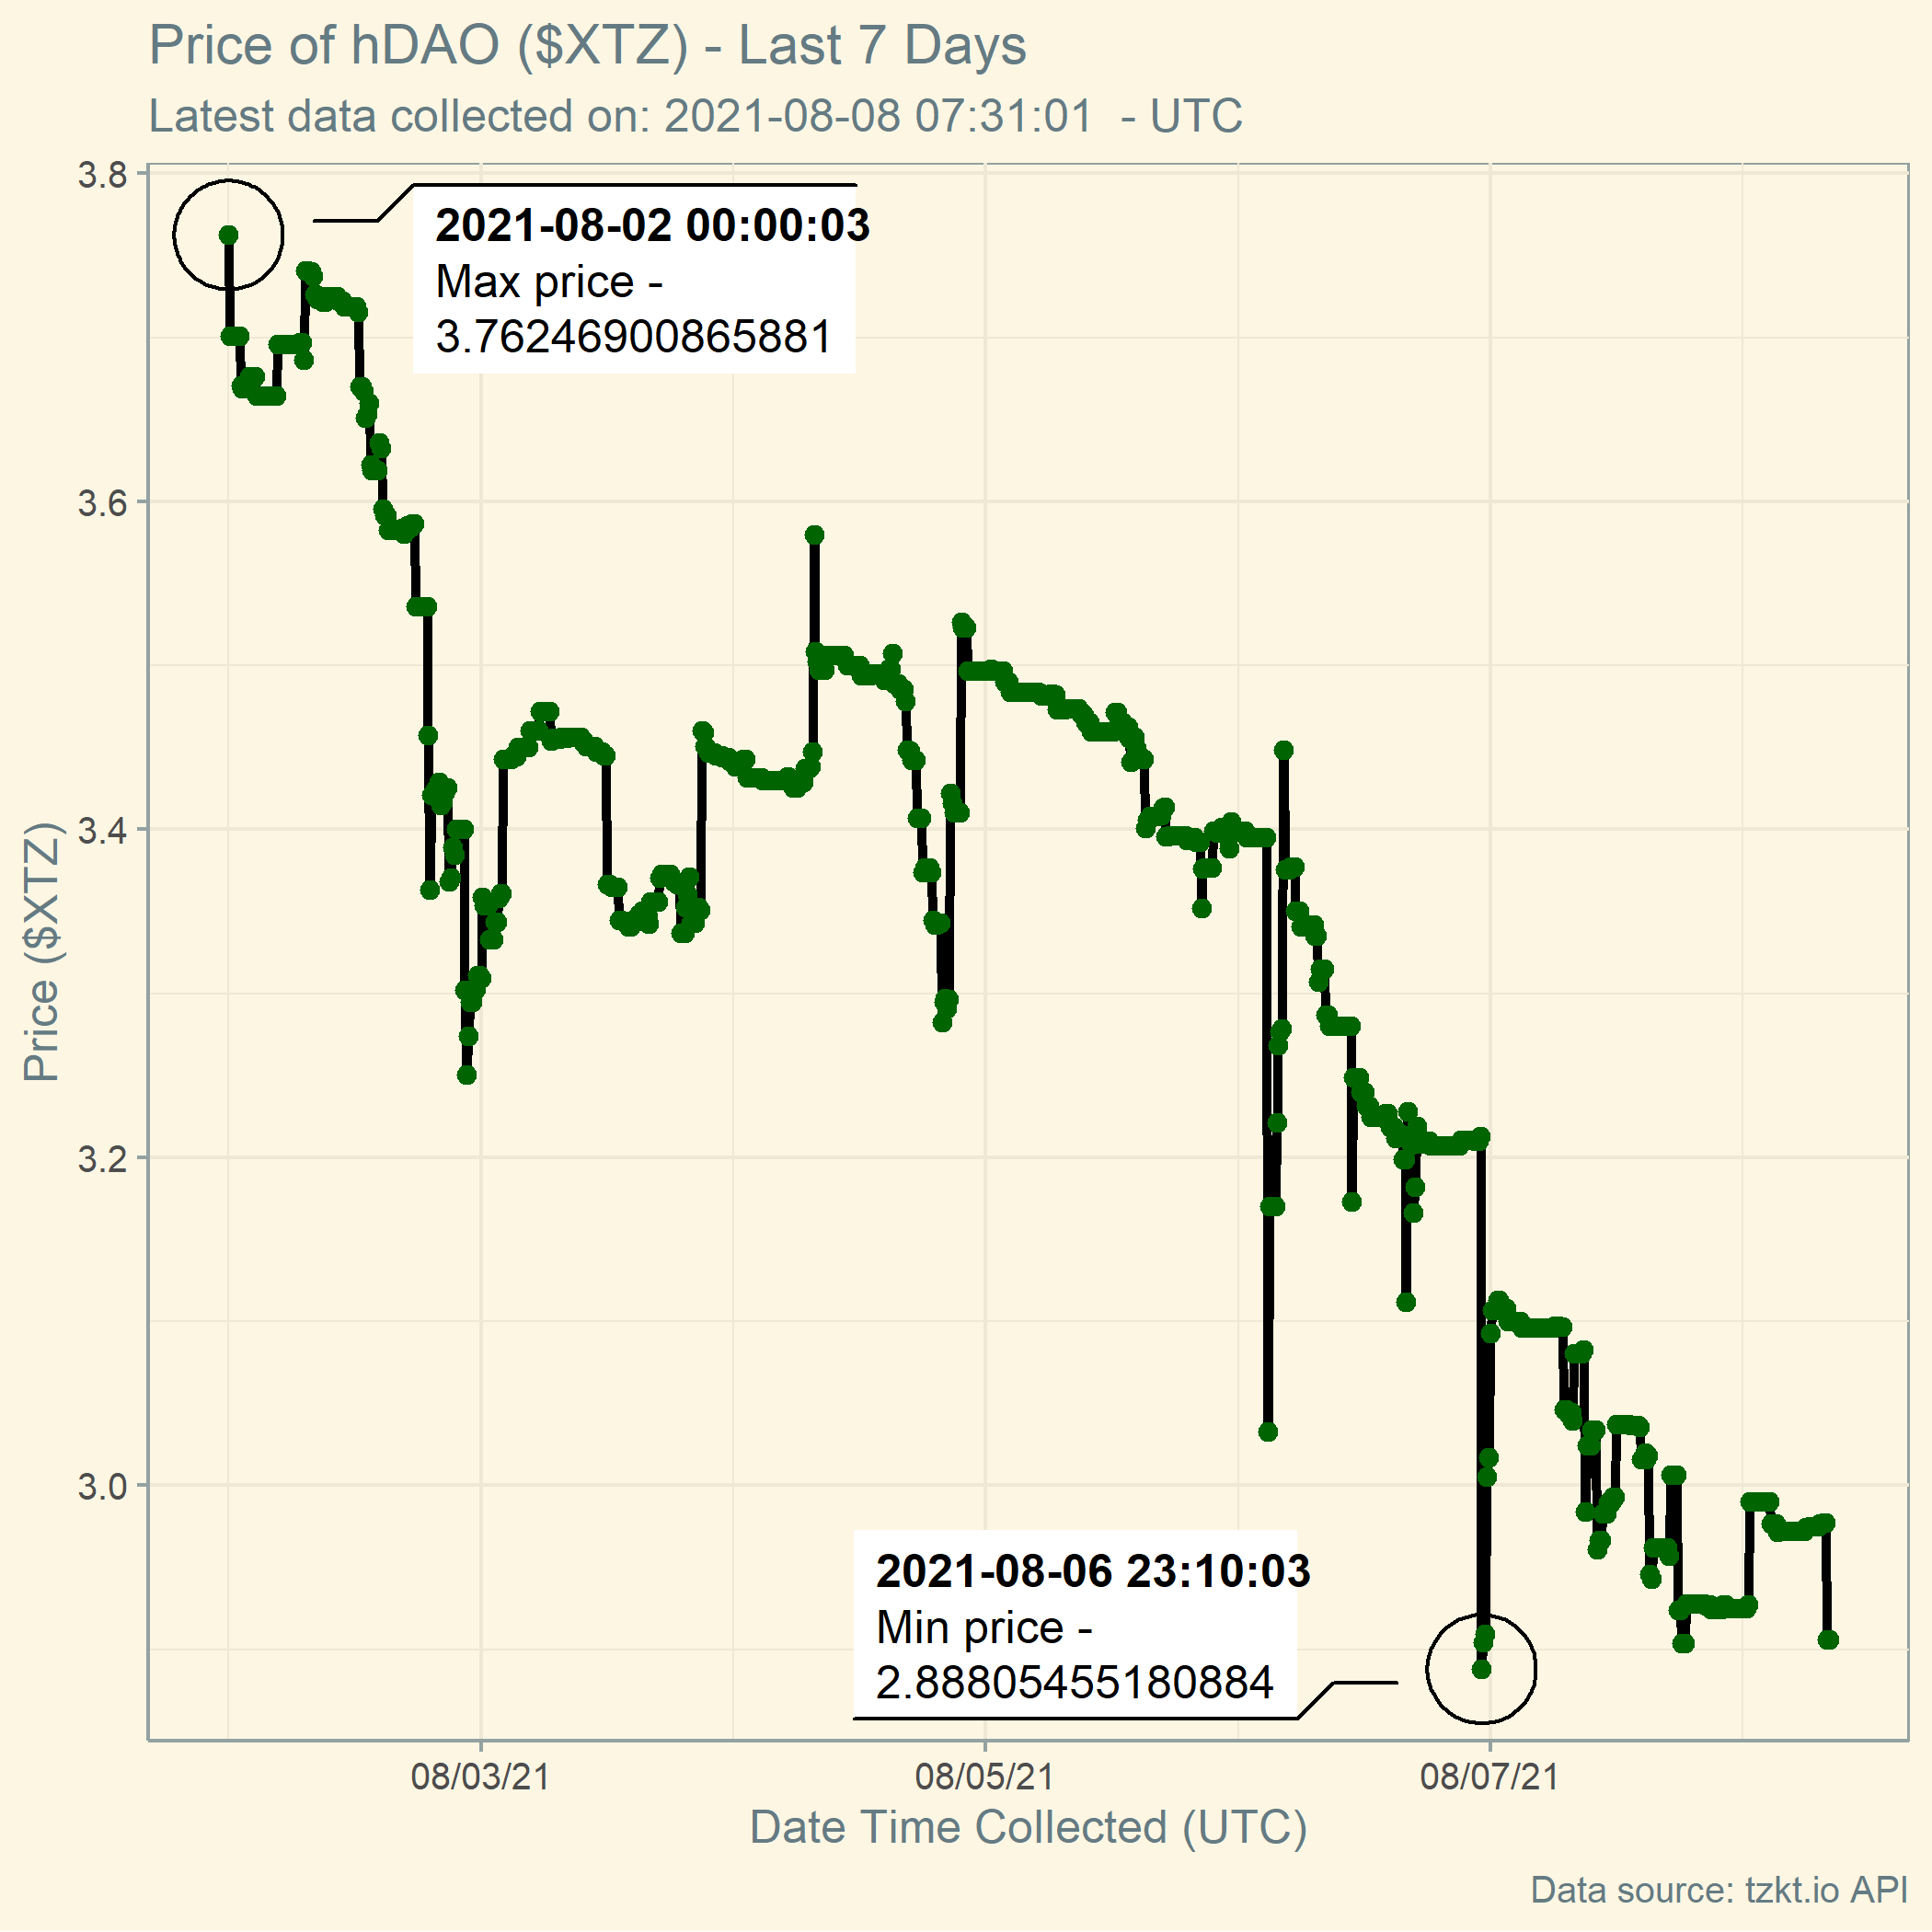 Price of hDAO ($XTZ) - Last 7 Days
Latest data collected on: 2021-08-08 07:31:01  - UTC
3.8
3.6
3.4
3.2
3.0
Price ($XTZ)
2021-08-02 00:00:03
Max price -
3.76246900865881
2021-08-06 23:10:03
Min price -
2.88805455180884
08/03/21
08/05/21
08/07/21
Date Time Collected (UTC)
Data source: tzkt.io API